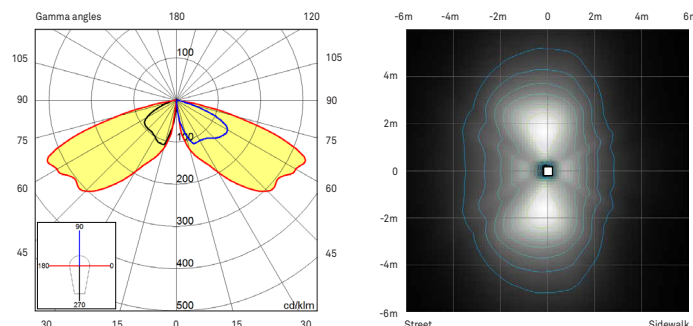 Gamma angles 180 120
105 105
90 90
75 75
60 60
45 45
30 15 0 15 30
100
100
200
300
400
500
cd/klm
90
180 0
270
-6m -4m 0 2m 6m
4m
2m
0
-2m
-4m
-6m
Street Sidewalk